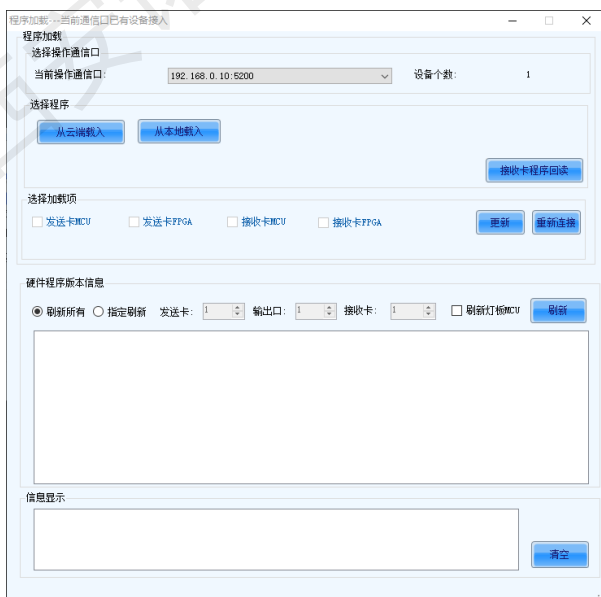 程序加载---当前通信口已有设备接入
程序加载
选择操作通信口
当前操作通信口: 192.168.0.10:5200 设备个数: 1
选择程序
从云端载入 从本地载入
接收卡程序回读
选择加载项
发送卡MCU 发送卡FPGA 接收卡MCU 接收卡FPGA 更新 重新连接
硬件程序版本信息
刷新所有 指定刷新 发送卡: 1 输出口: 1 接收卡: 1 刷新灯板MCU 刷新
信息显示
清空